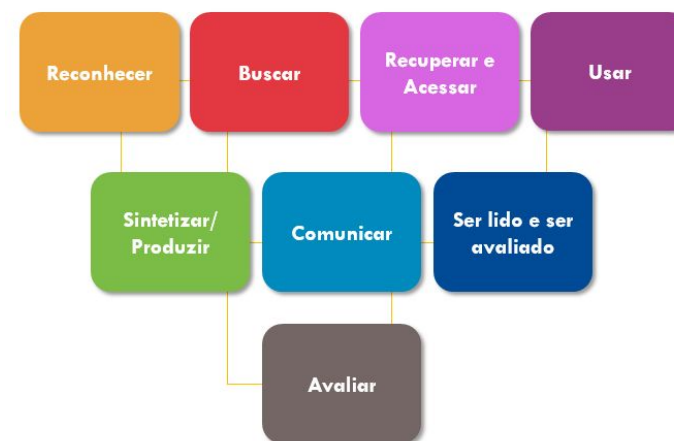 Reconhecer
Buscar
Recuperar e
Acessar
Usar
Sintetizar/
Produzir
Comunicar
Ser lido e ser
avaliado
Avaliar